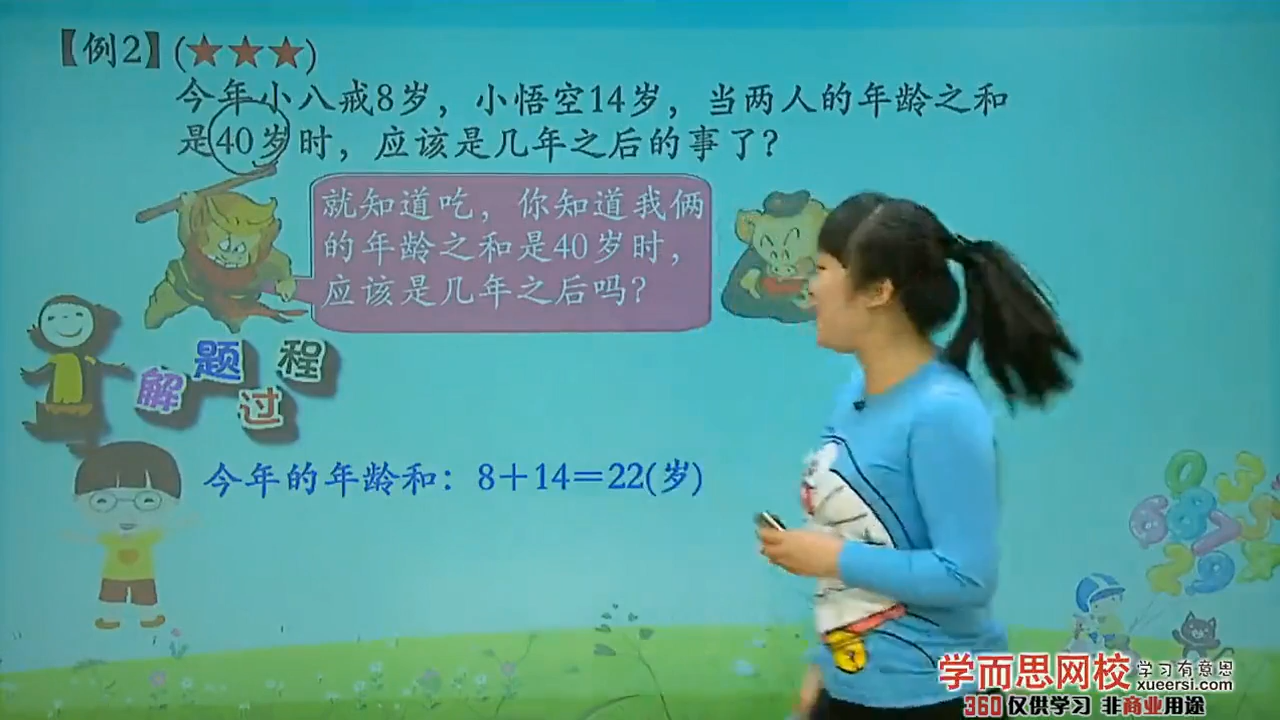 【例2】(★★★)
今年小八戒8岁，小悟空14岁，当两人的年龄之和
是40岁时，应该是几年之后的事了？
就知道吃，你知道我俩
的年龄之和是40岁时，
应该是几年之后吗？
解题过程
今年的年龄和：8＋14＝22(岁)
学而思网校 学习有意思
xueersi.com
360仅供学习 非商业用途